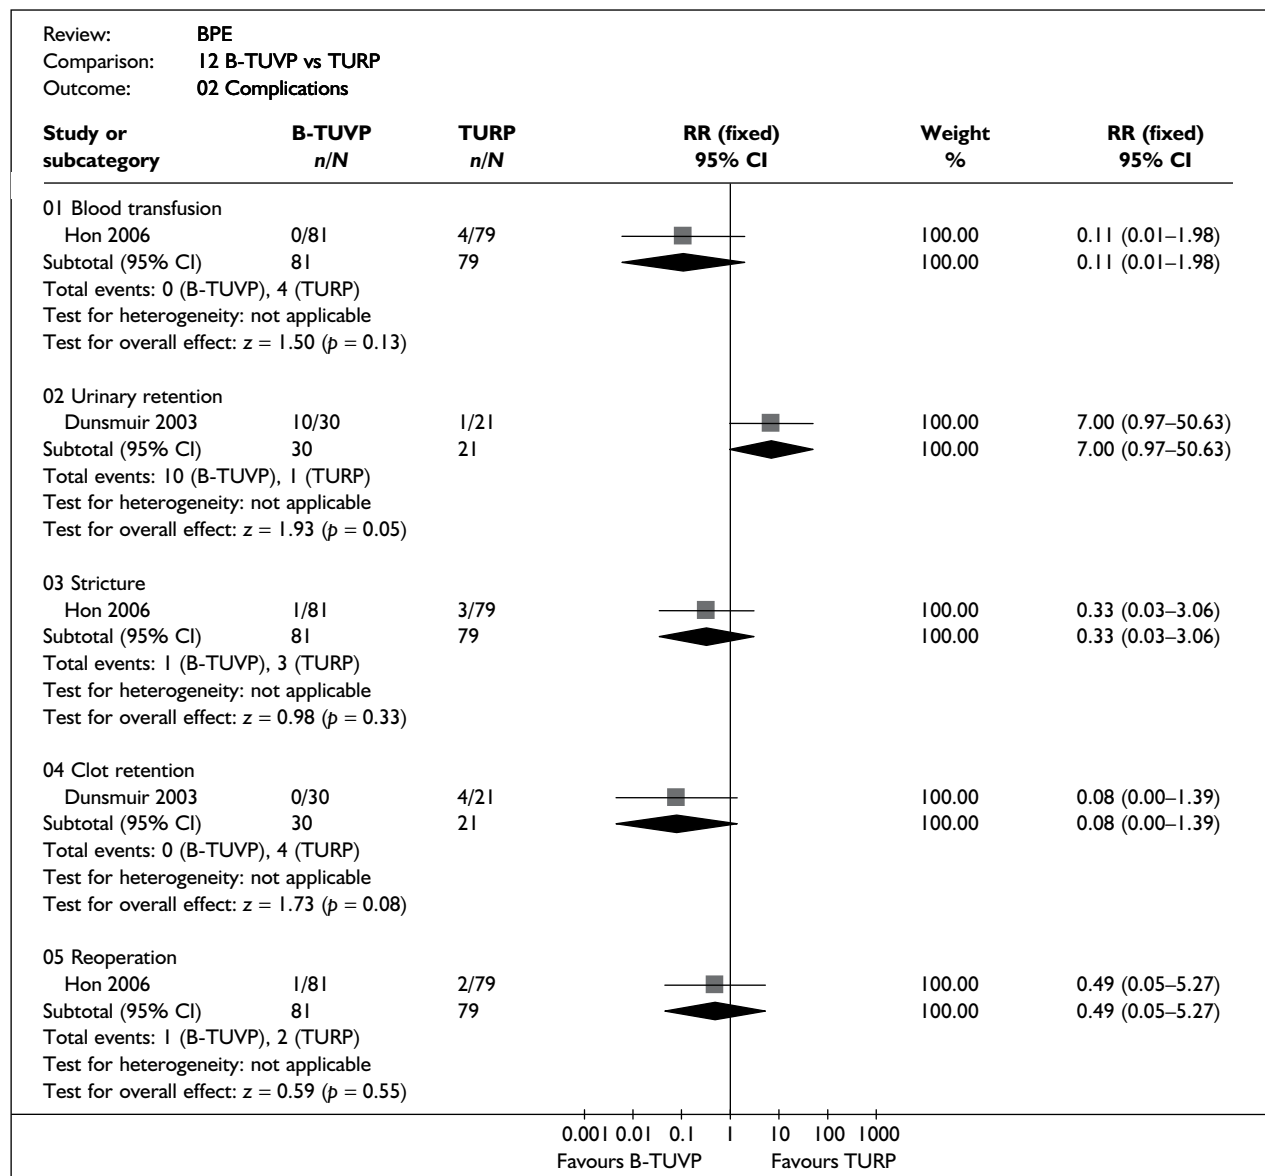 Review: BPE
Comparison: 12 B-TUVP vs TURP
Outcome: 02 Complications
Study or B-TUVP TURP RR (fixed) Weight RR (fixed)
subcategory n/N n/N 95% CI % 95% CI
01 Blood transfusion
Hon 2006 0/81 4/79 100.00 0.11 (0.01–1.98)
Subtotal (95% CI) 81 79 100.00 0.11 (0.01–1.98)
Total events: 0 (B-TUVP), 4 (TURP)
Test for heterogeneity: not applicable
Test for overall effect: z = 1.50 (p = 0.13)
02 Urinary retention
Dunsmuir 2003 10/30 1/21 100.00 7.00 (0.97–50.63)
Subtotal (95% CI) 30 21 100.00 7.00 (0.97–50.63)
Total events: 10 (B-TUVP), 1 (TURP)
Test for heterogeneity: not applicable
Test for overall effect: z = 1.93 (p = 0.05)
03 Stricture
Hon 2006 1/81 3/79 100.00 0.33 (0.03–3.06)
Subtotal (95% CI) 81 79 100.00 0.33 (0.03–3.06)
Total events: 1 (B-TUVP), 3 (TURP)
Test for heterogeneity: not applicable
Test for overall effect: z = 0.98 (p = 0.33)
04 Clot retention
Dunsmuir 2003 0/30 4/21 100.00 0.08 (0.00–1.39)
Subtotal (95% CI) 30 21 100.00 0.08 (0.00–1.39)
Total events: 0 (B-TUVP), 4 (TURP)
Test for heterogeneity: not applicable
Test for overall effect: z = 1.73 (p = 0.08)
05 Reoperation
Hon 2006 1/81 2/79 100.00 0.49 (0.05–5.27)
Subtotal (95% CI) 81 79 100.00 0.49 (0.05–5.27)
Total events: 1 (B-TUVP), 2 (TURP)
Test for heterogeneity: not applicable
Test for overall effect: z = 0.59 (p = 0.55)
0.001 0.01 0.1 1 10 100 1000
Favours B-TUVP Favours TURP